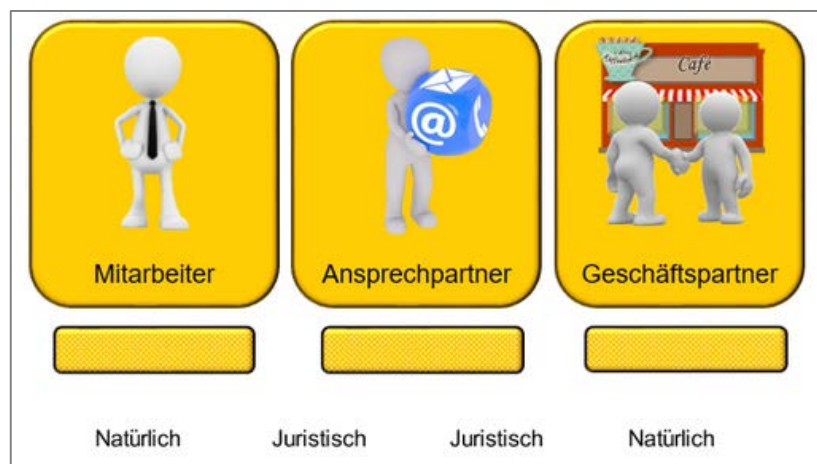 Café
Mitarbeiter
Ansprechpartner
Geschäftspartner
Natürlich
Juristisch
Juristisch
Natürlich